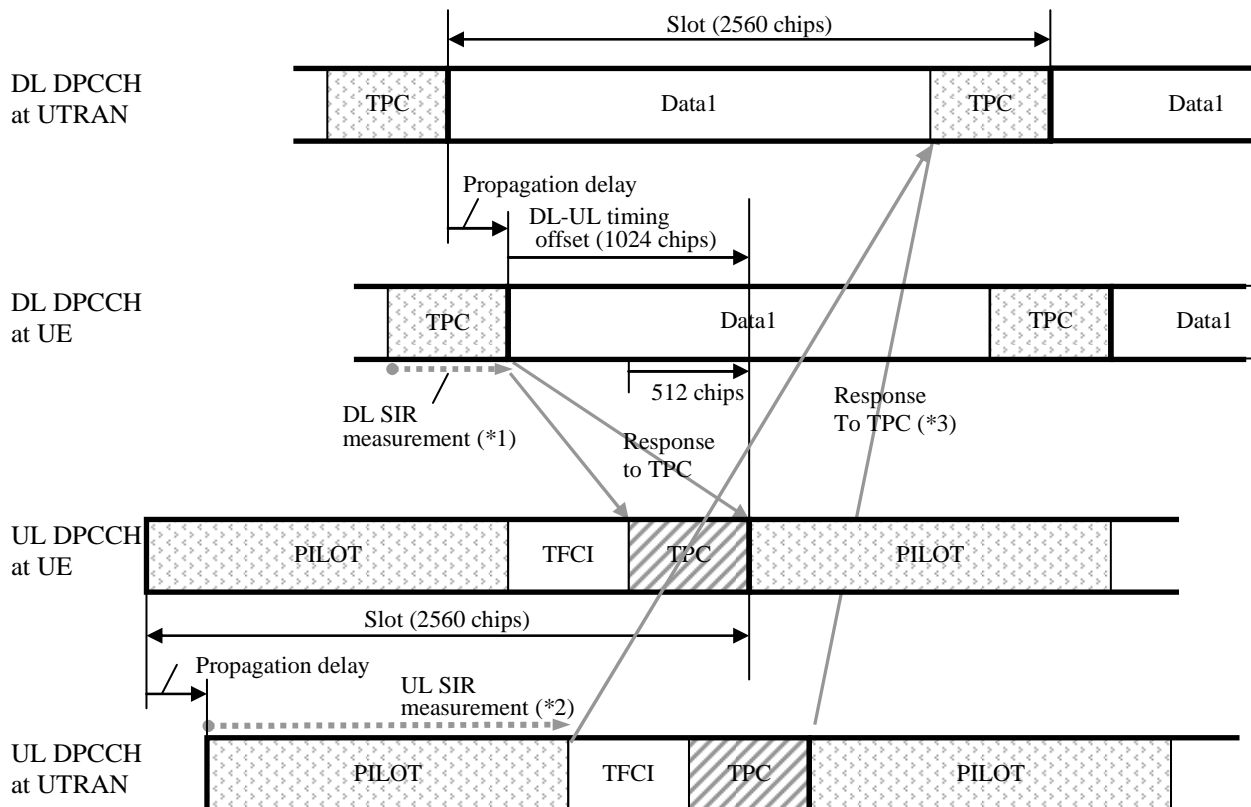 Slot (2560 chips)
DL DPCCH
at UTRAN
TPC
Data1
TPC
Data1
Propagation delay
DL-UL timing
offset (1024 chips)
DL DPCCH
at UE
TPC
Data1
TPC
Data1
512 chips
DL SIR
measurement (*1)
Response
to TPC
Response
To TPC (*3)
UL DPCCH
at UE
PILOT
TFCI
TPC
PILOT
Slot (2560 chips)
Propagation delay
UL SIR
measurement (*2)
UL DPCCH
at UTRAN
PILOT
TFCI
TPC
PILOT